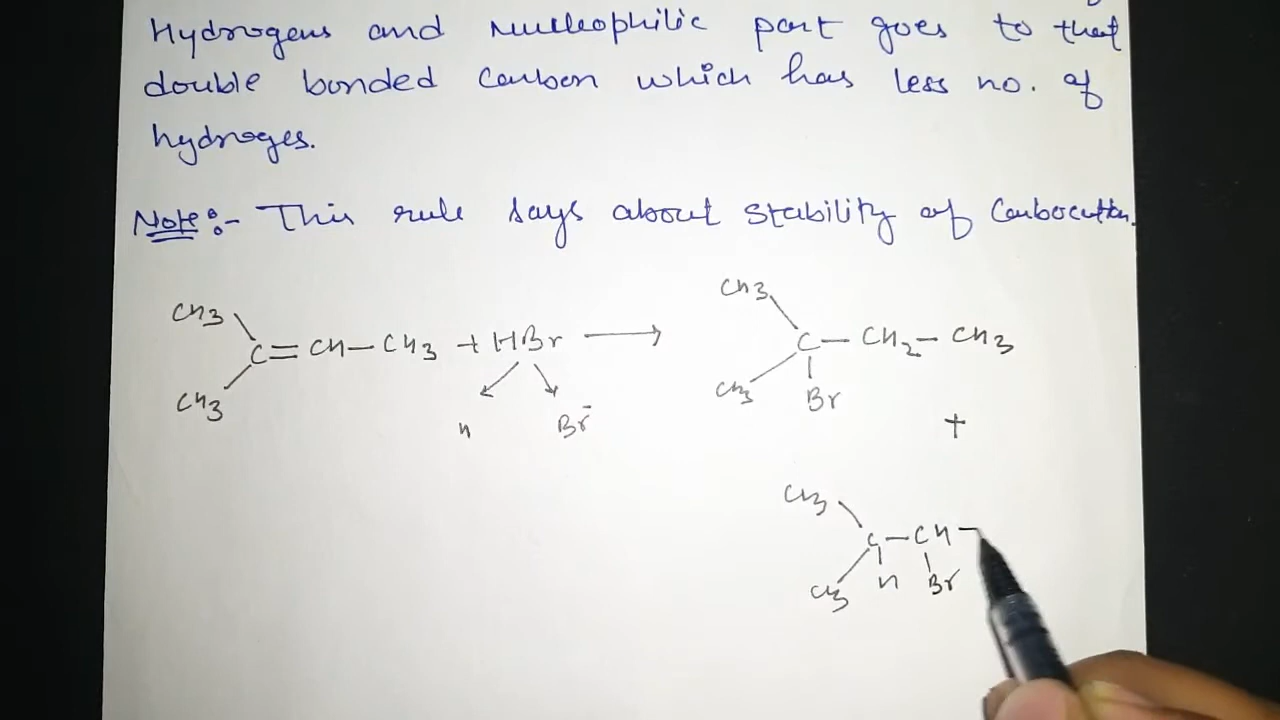 Hydrogens and nucleophilic part goes to that
double bonded Carbon which has less no. of
hydroges.
Note:- This rule says about stability of Carbocation.
CH3
C=CH-CH3 + HBr →
CH3
H Br⁻
CH3
C-CH2-CH3
CH3 Br
+
CH3
C-CH-
CH3 H Br